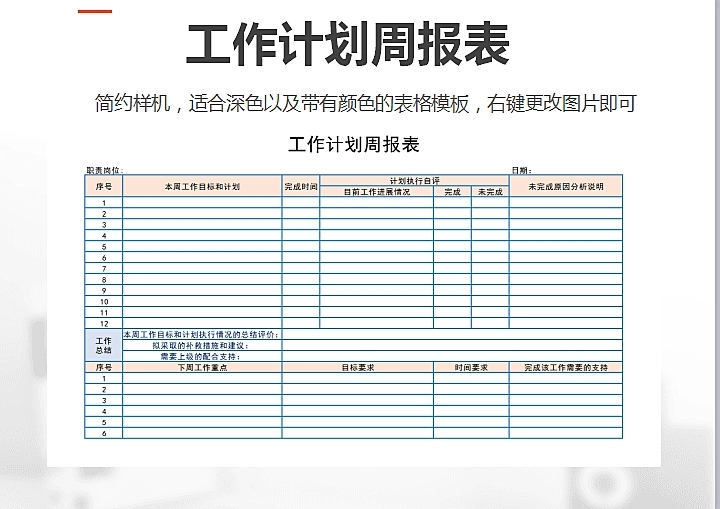 工作计划周报表
简约样机，适合深色以及带有颜色的表格模板，右键更改图片即可
工作计划周报表
职责岗位： 日期：
序号 本周工作目标和计划 完成时间 计划执行自评 未完成原因分析说明
目前工作进展情况 完成 未完成
1
2
3
4
5
6
7
8
9
10
11
12
工作总结 本周工作目标和计划执行情况的总结评价：
拟采取的补救措施和建议：
需要上级的配合支持：
序号 下周工作重点 目标要求 时间要求 完成该工作需要的支持
1
2
3
4
5
6